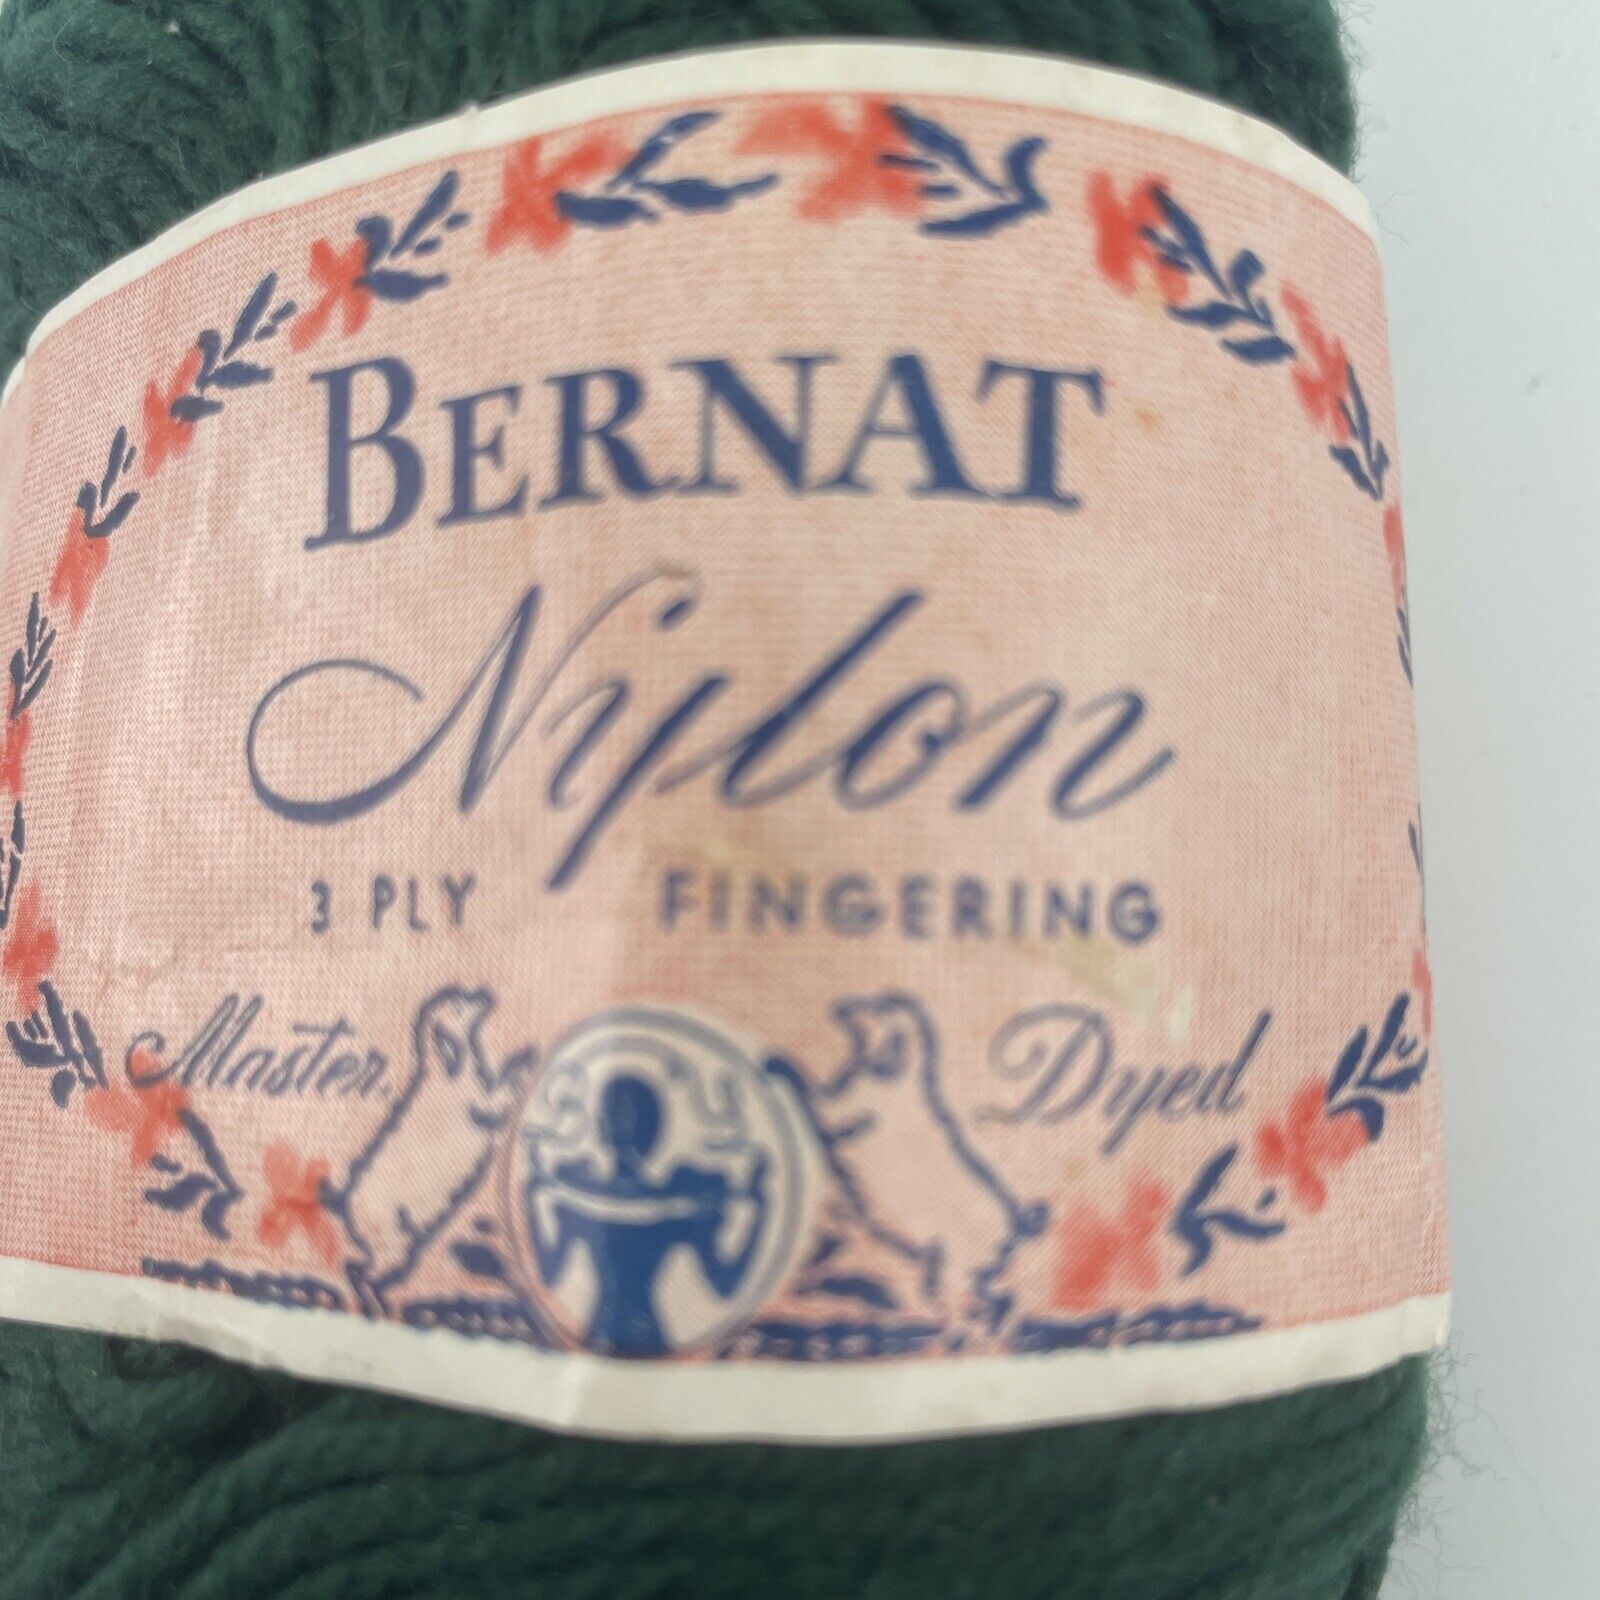 BERNAT
Nylon
3 PLY FINGERING
Master Dyed